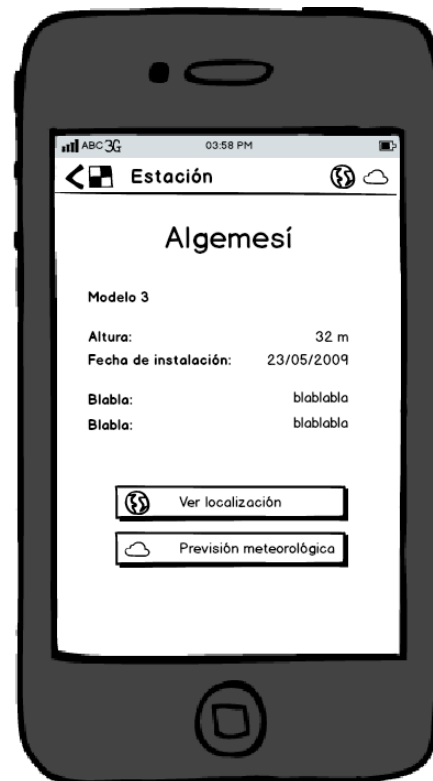 ABC 3G 03:58 PM
Estación
Algemesí
Modelo 3
Altura: 32 m
Fecha de instalación: 23/05/2009
Blabla: blablabla
Blabla: blablabla
Ver localización
Previsión meteorológica